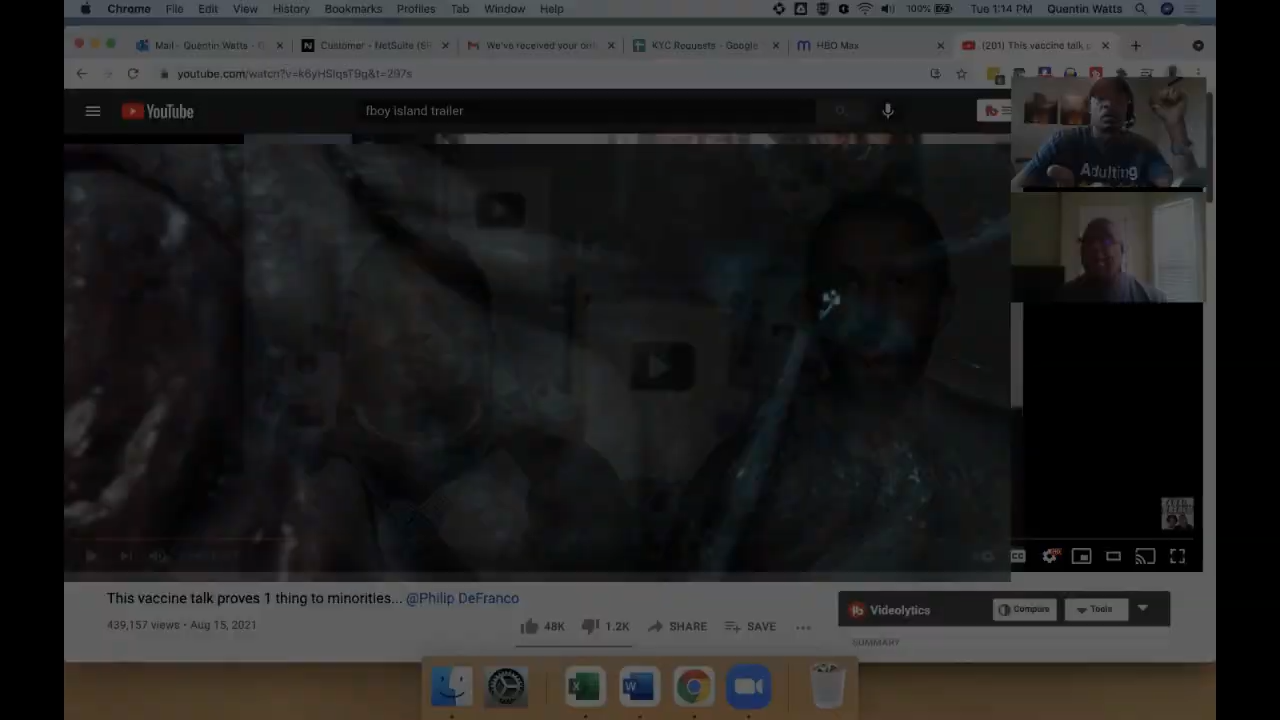 Chrome File Edit View History Bookmarks Profiles Tab Window Help 100% Tue 1:14 PM Quentin Watts
Mail - Quentin Watts - Customer - NetSuite We've received your KYC Requests - Google HBO Max (201) This vaccine talk
youtube.com/watch?v=k6yHSlqsT9g&t=297s
YouTube fboy island trailer
Adulting
CC
This vaccine talk proves 1 thing to minorities... @Philip DeFranco
439,157 views • Aug 15, 2021 48K 1.2K SHARE SAVE ...
Videolytics Compare Tools
SUMMARY